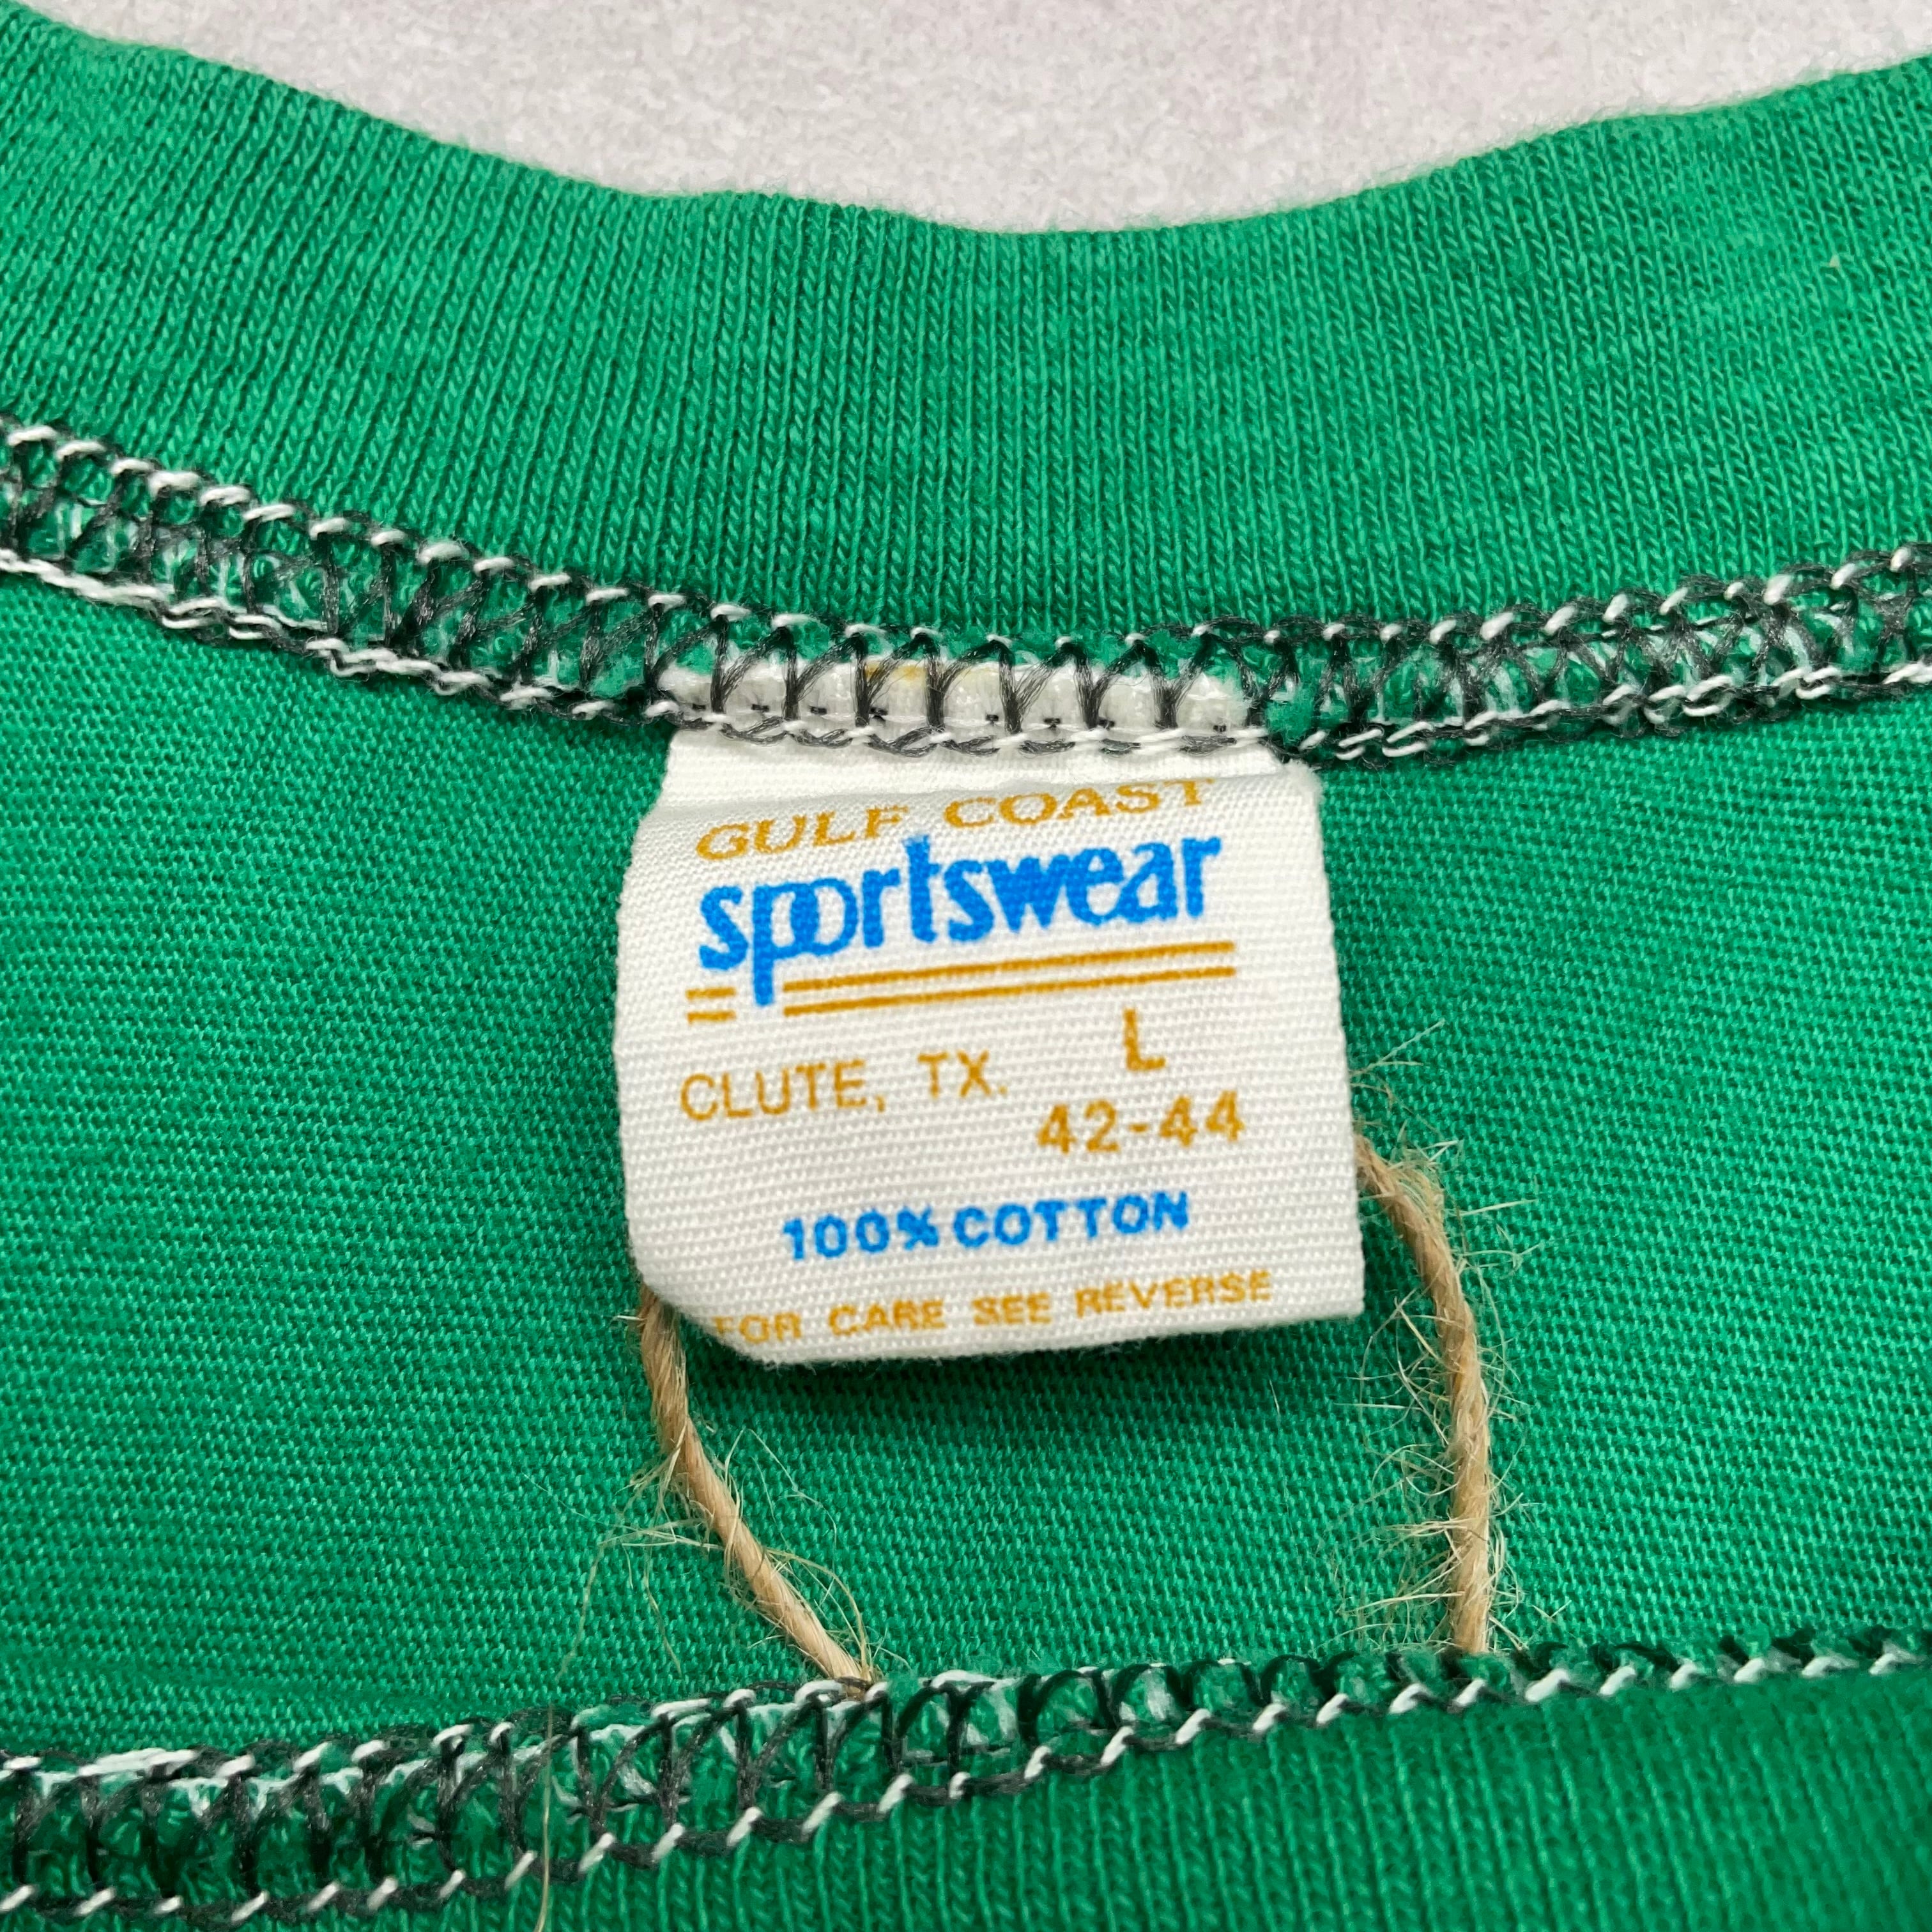 GULF COAST
sportswear
CLUTE, TX. L
42-44
100% COTTON
FOR CARE SEE REVERSE